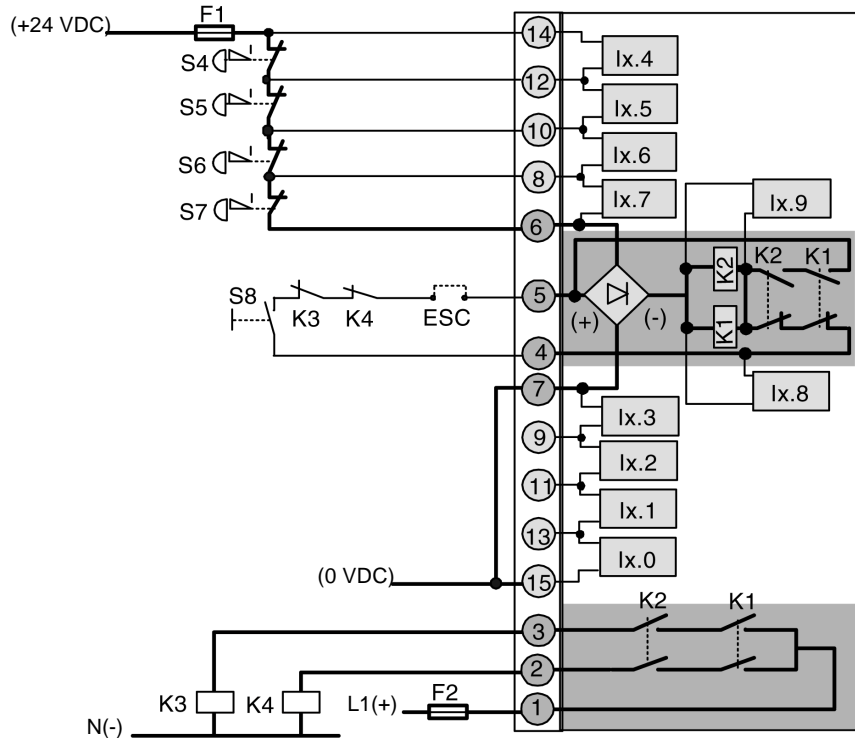 (+24 VDC)
F1
S4
14
Ix.4
12
S5
Ix.5
10
S6
Ix.6
8
S7
Ix.7
Ix.9
6
K2
K2
K1
S8
5
K3
K4
ESC
(+)
(-)
K1
4
Ix.8
7
Ix.3
9
Ix.2
11
Ix.1
13
Ix.0
(0 VDC)
15
K2
K1
3
2
K3
K4
L1(+)
F2
1
N(-)